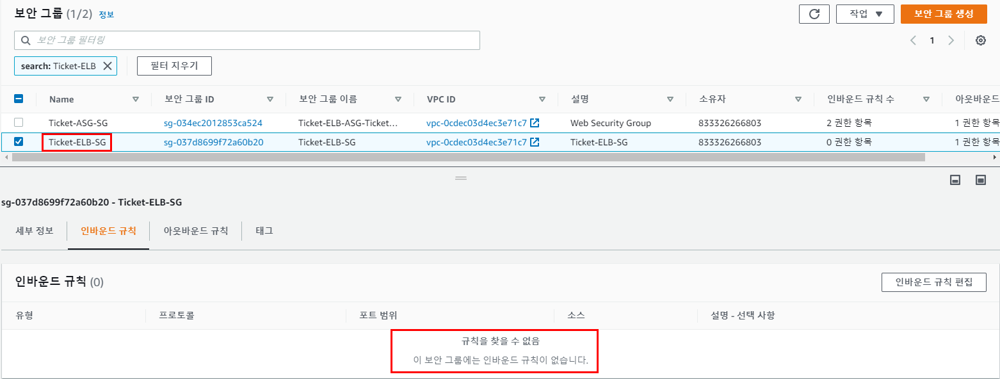 보안 그룹 (1/2) 정보
작업 ▼
보안 그룹 생성
보안 그룹 필터링
1
search: Ticket-ELB
필터 지우기
Name 보안 그룹 ID 보안 그룹 이름 VPC ID 설명 소유자 인바운드 규칙 수 아웃바운드
Ticket-ASG-SG sg-034ec2012853ca524 Ticket-ELB-ASG-Ticket... vpc-0cdec03d4ec3e71c7 Web Security Group 833326266803 2 권한 항목 1 권한 항목
Ticket-ELB-SG sg-037d8699f72a60b20 Ticket-ELB-SG vpc-0cdec03d4ec3e71c7 Ticket-ELB-SG 833326266803 0 권한 항목 1 권한 항목
sg-037d8699f72a60b20 - Ticket-ELB-SG
세부 정보 인바운드 규칙 아웃바운드 규칙 태그
인바운드 규칙 (0)
인바운드 규칙 편집
유형 프로토콜 포트 범위 소스 설명 - 선택 사항
규칙을 찾을 수 없음
이 보안 그룹에는 인바운드 규칙이 없습니다.